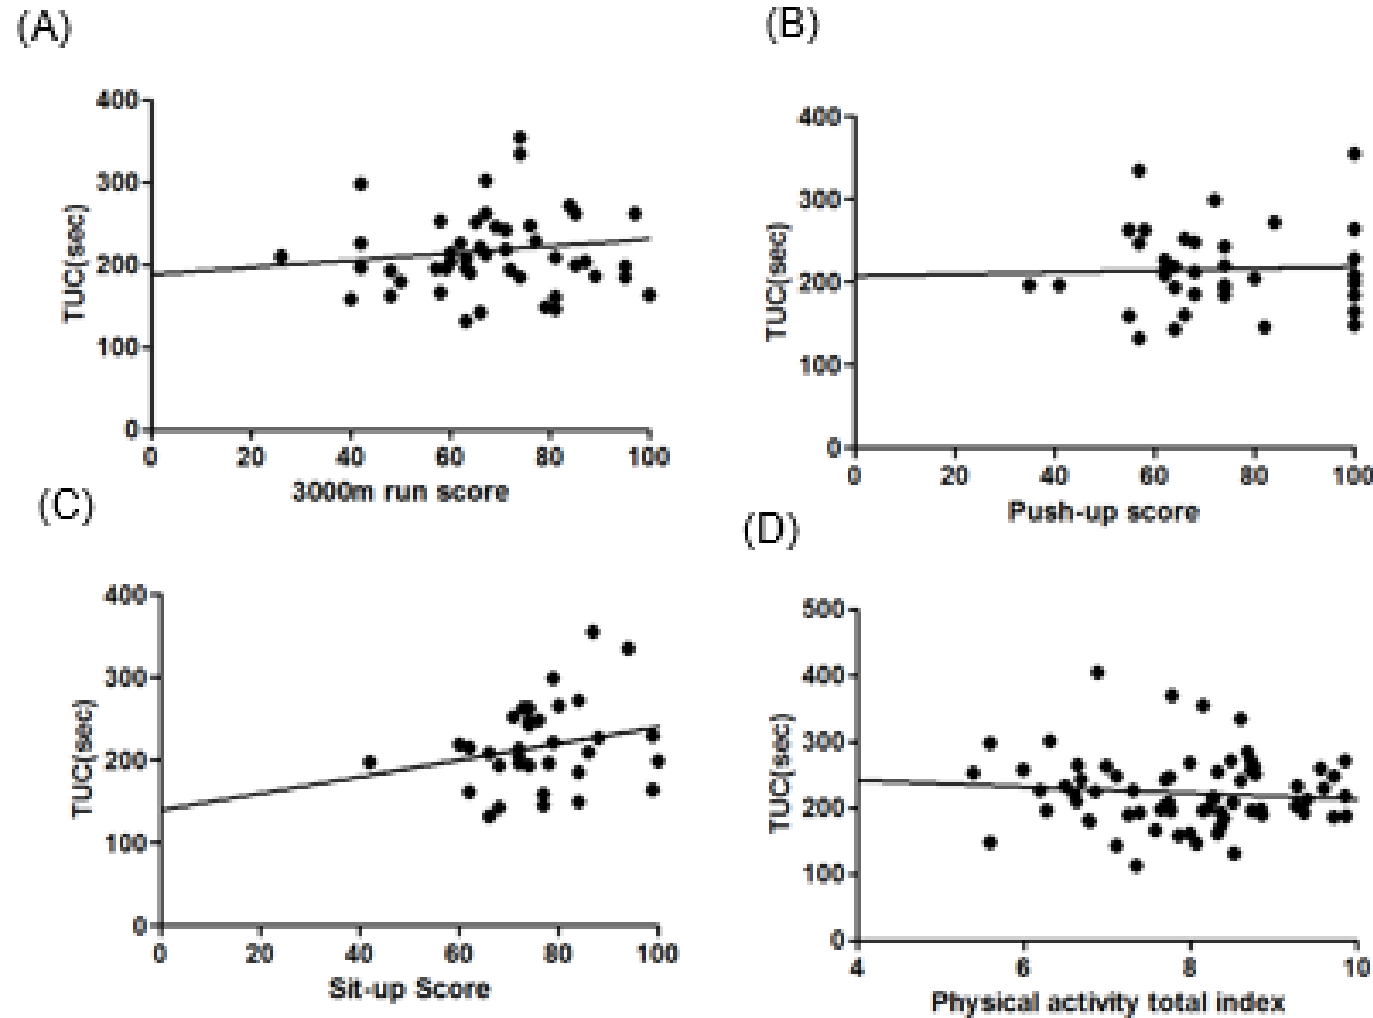 (A)
400
300
200
100
0
TUC(sec)
0 20 40 60 80 100
3000m run score
(B)
400
300
200
100
0
TUC(sec)
0 20 40 60 80 100
Push-up score
(C)
400
300
200
100
0
TUC(sec)
0 20 40 60 80 100
Sit-up Score
(D)
500
400
300
200
100
0
TUC(sec)
4 6 8 10
Physical activity total index